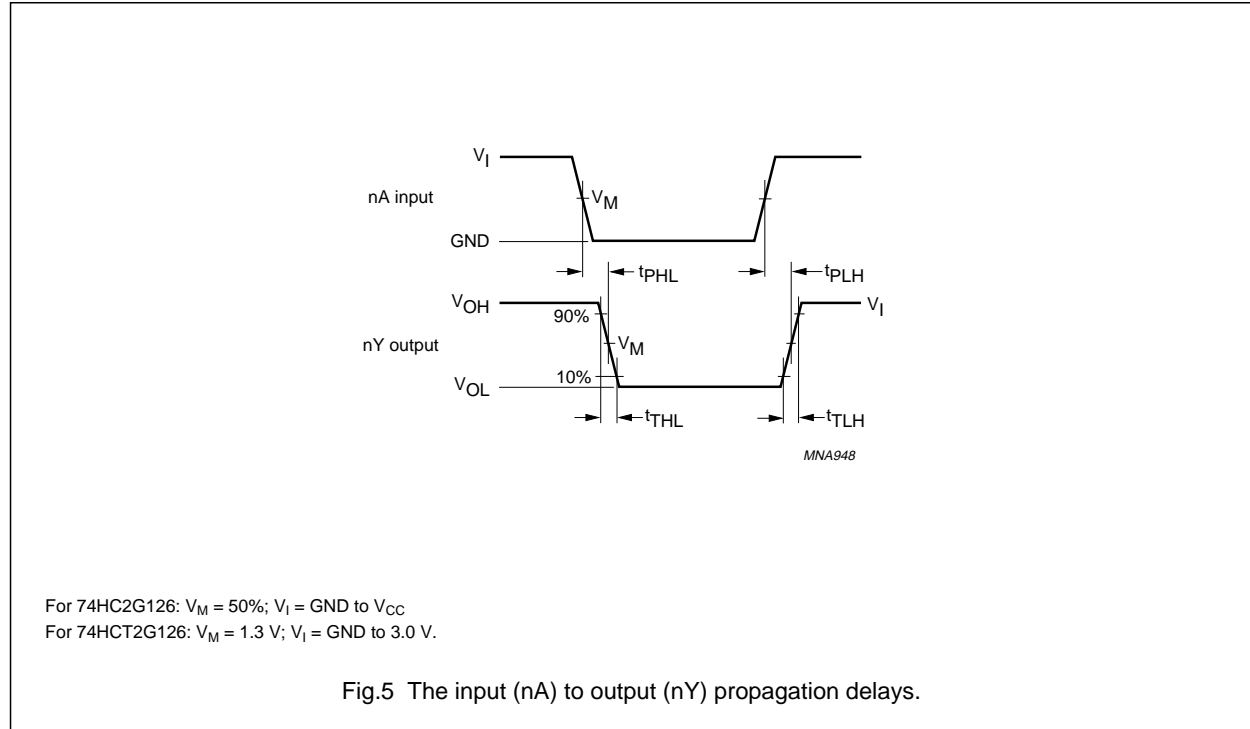 VI
nA input
VM
GND
tPHL
tPLH
VOH
VI
90%
nY output
VM
10%
VOL
tTHL
tTLH
MNA948
For 74HC2G126: VM = 50%; VI = GND to VCC
For 74HCT2G126: VM = 1.3 V; VI = GND to 3.0 V.
Fig.5 The input (nA) to output (nY) propagation delays.